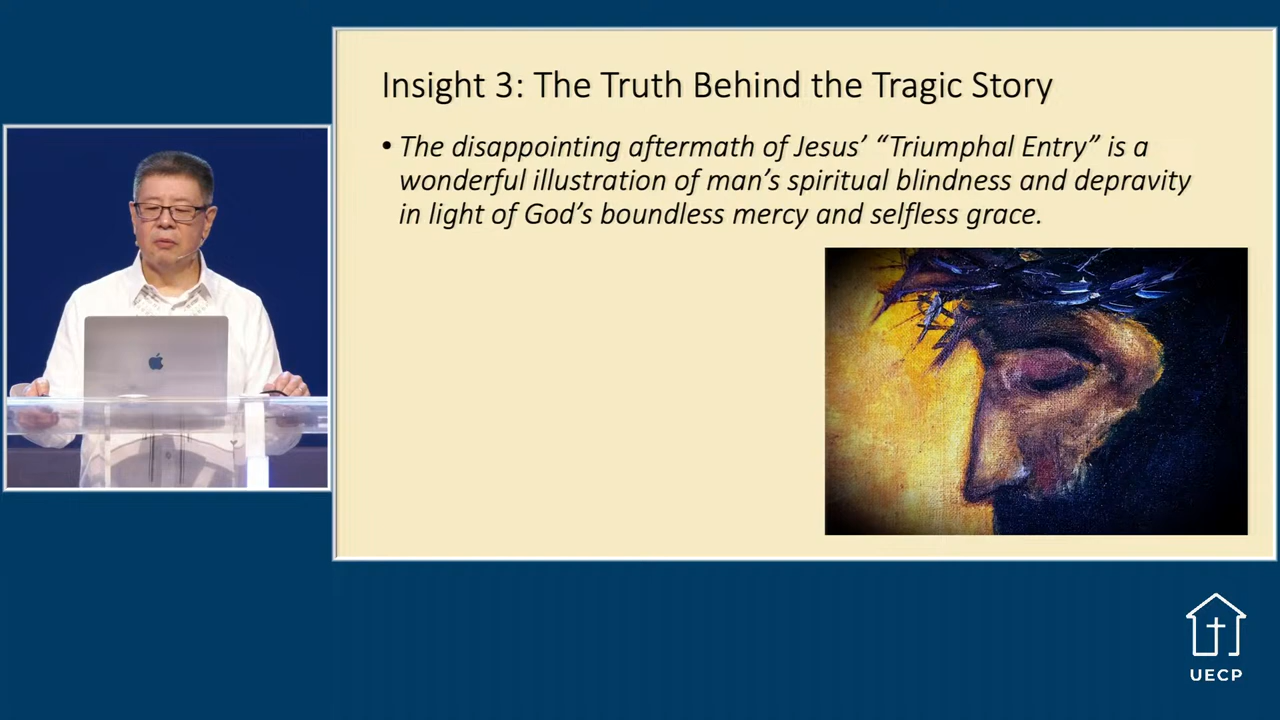 Insight 3: The Truth Behind the Tragic Story
• The disappointing aftermath of Jesus’ “Triumphal Entry” is a
wonderful illustration of man’s spiritual blindness and depravity
in light of God’s boundless mercy and selfless grace.
UECP